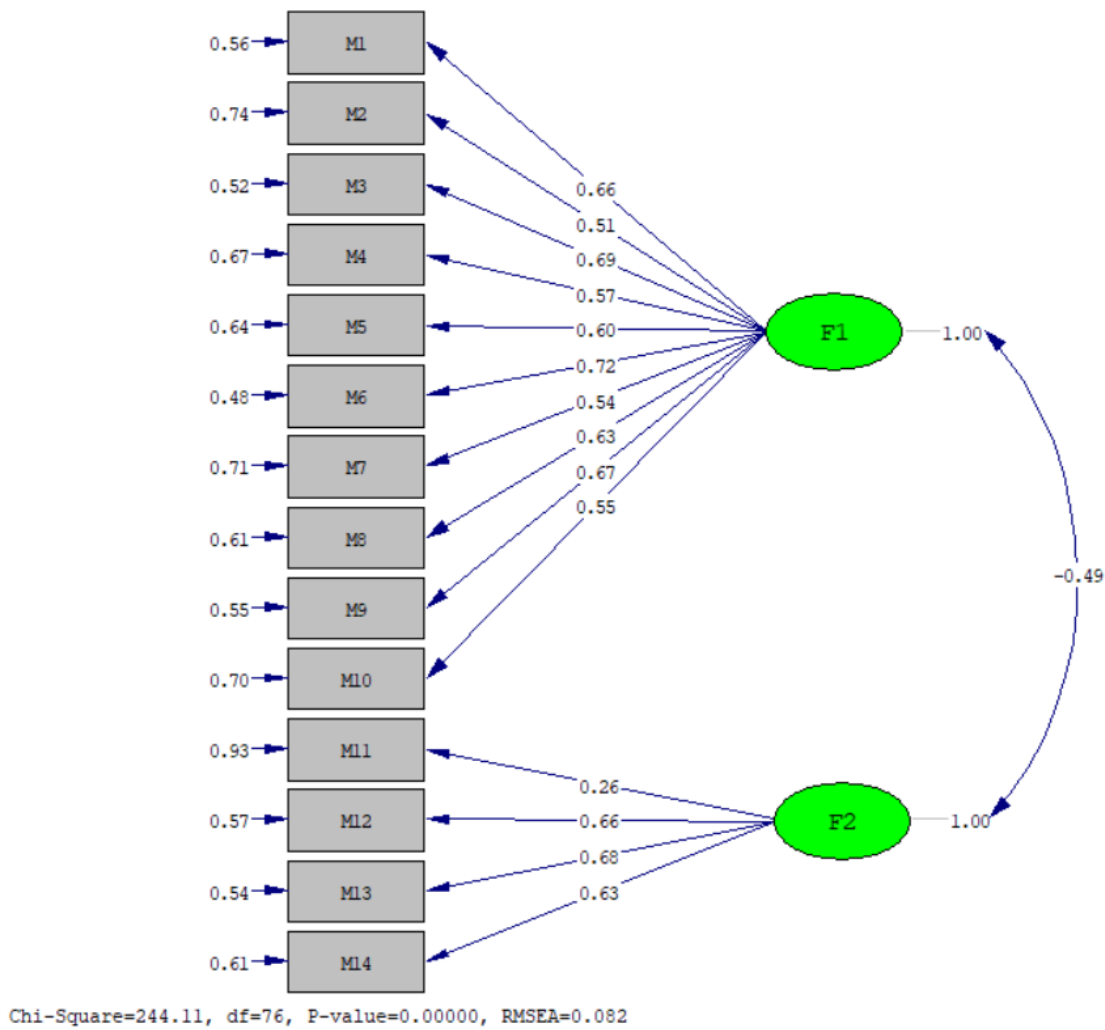 0.56 M1
0.74 M2
0.52 M3
0.66
0.51
0.67 M4
0.69
0.57
0.64 M5
0.60
F1
1.00
0.72
0.48 M6
0.54
0.63
0.71 M7
0.67
0.55
0.61 M8
-0.49
0.55 M9
0.70 M10
0.93 M11
0.26
0.57 M12
0.66
F2
1.00
0.68
0.54 M13
0.63
0.61 M14
Chi-Square=244.11, df=76, P-value=0.00000, RMSEA=0.082